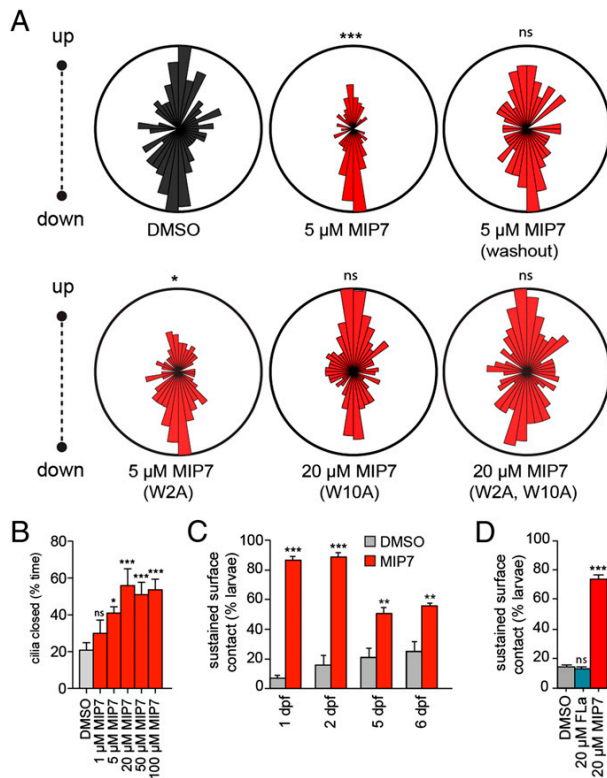 A
up
down
DMSO
***
5 µM MIP7
ns
5 µM MIP7
(washout)
up
down
*
5 µM MIP7
(W2A)
ns
20 µM MIP7
(W10A)
ns
20 µM MIP7
(W2A, W10A)
B
cilia closed (% time)
80
60
40
20
0
ns
*
***
***
***
DMSO
1 µM MIP7
5 µM MIP7
20 µM MIP7
50 µM MIP7
100 µM MIP7
C
sustained surface
contact (% larvae)
100
80
60
40
20
0
***
***
**
**
DMSO
MIP7
1 dpf
2 dpf
5 dpf
6 dpf
D
sustained surface
contact (% larvae)
100
80
60
40
20
0
ns
***
DMSO
20 µM FLa
20 µM MIP7